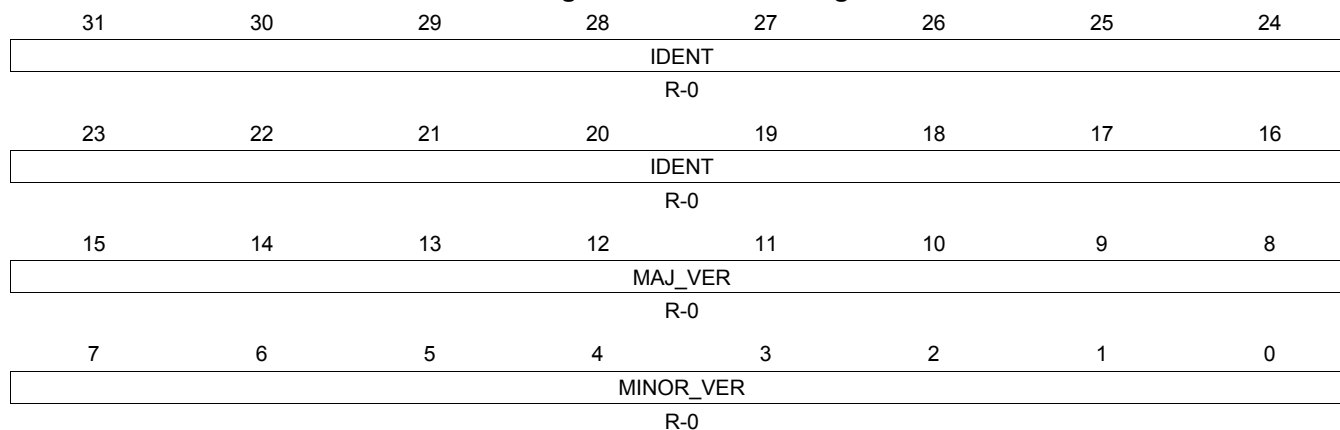 31 30 29 28 27 26 25 24
IDENT
R-0
23 22 21 20 19 18 17 16
IDENT
R-0
15 14 13 12 11 10 9 8
MAJ_VER
R-0
7 6 5 4 3 2 1 0
MINOR_VER
R-0